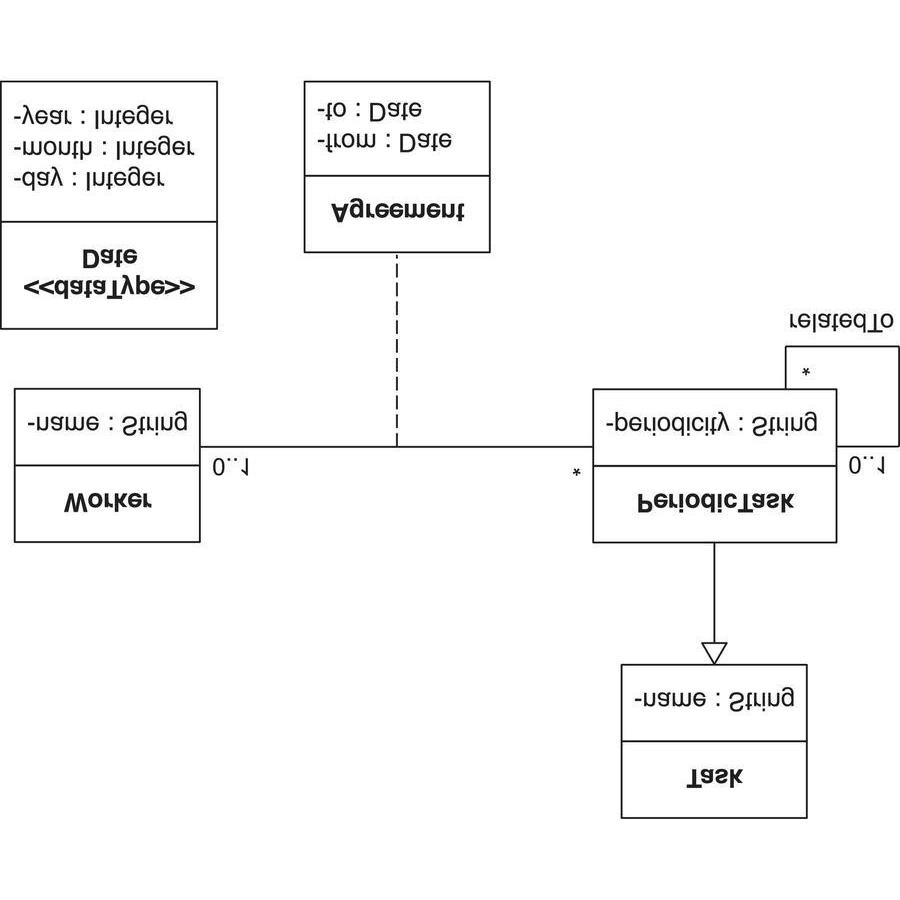 Task
-name : String
PeriodicTask
-periodicity : String
0..1
*
relatedTo
Worker
-name : String
0..1
*
Agreement
-from : Date
-to : Date
<<dataType>>
Date
-day : Integer
-month : Integer
-year : Integer